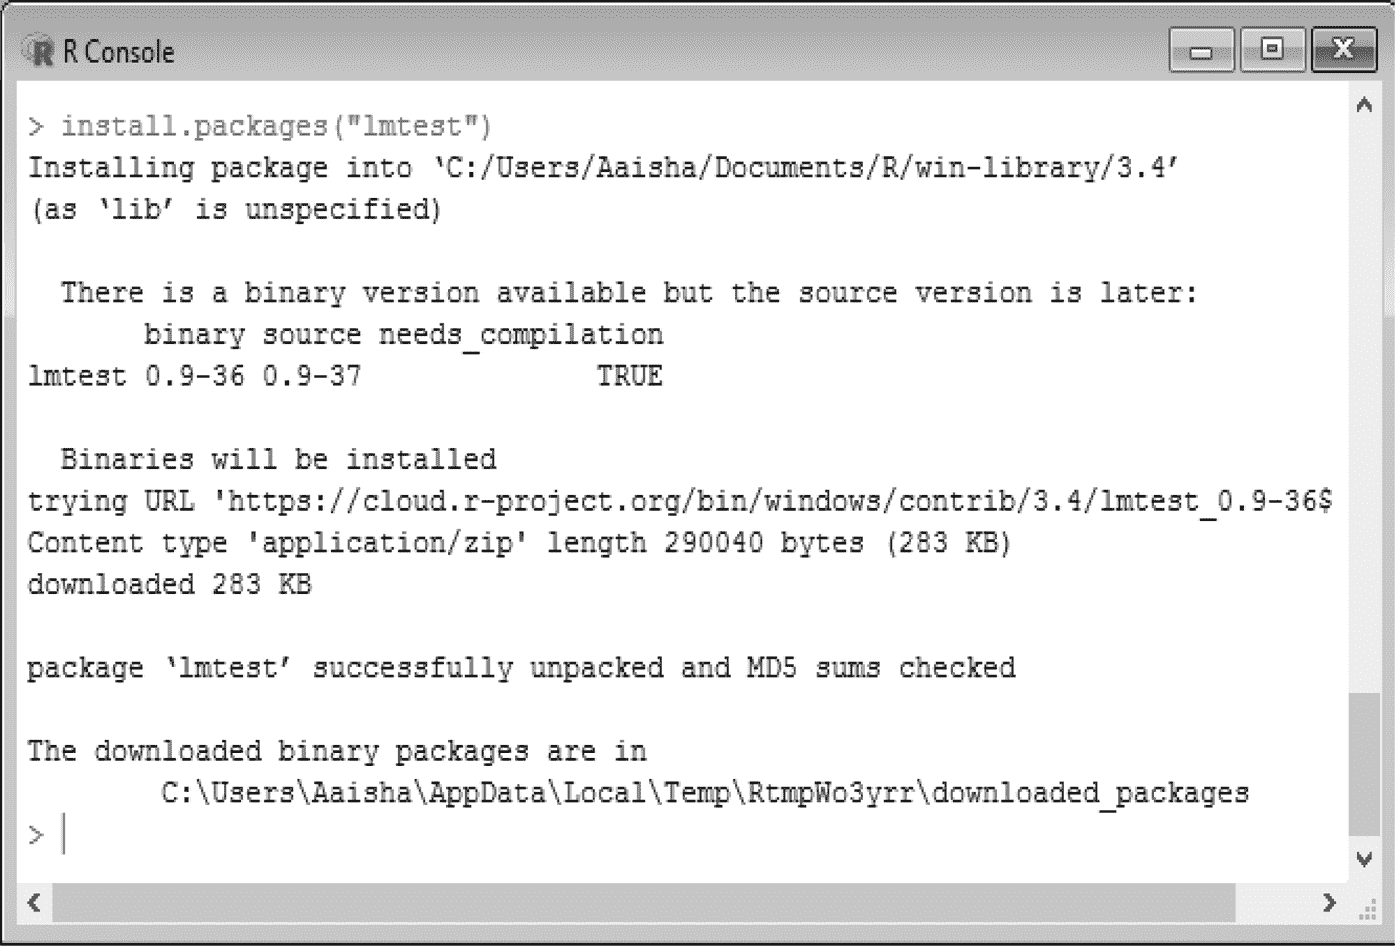 R Console
> install.packages("lmtest")
Installing package into ‘C:/Users/Aaisha/Documents/R/win-library/3.4’
(as ‘lib’ is unspecified)
  There is a binary version available but the source version is later:
       binary source needs_compilation
lmtest 0.9-36 0.9-37              TRUE
  Binaries will be installed
trying URL 'https://cloud.r-project.org/bin/windows/contrib/3.4/lmtest_0.9-36$
Content type 'application/zip' length 290040 bytes (283 KB)
downloaded 283 KB
package ‘lmtest’ successfully unpacked and MD5 sums checked
The downloaded binary packages are in
        C:\Users\Aaisha\AppData\Local\Temp\RtmpWo3yrr\downloaded_packages
>